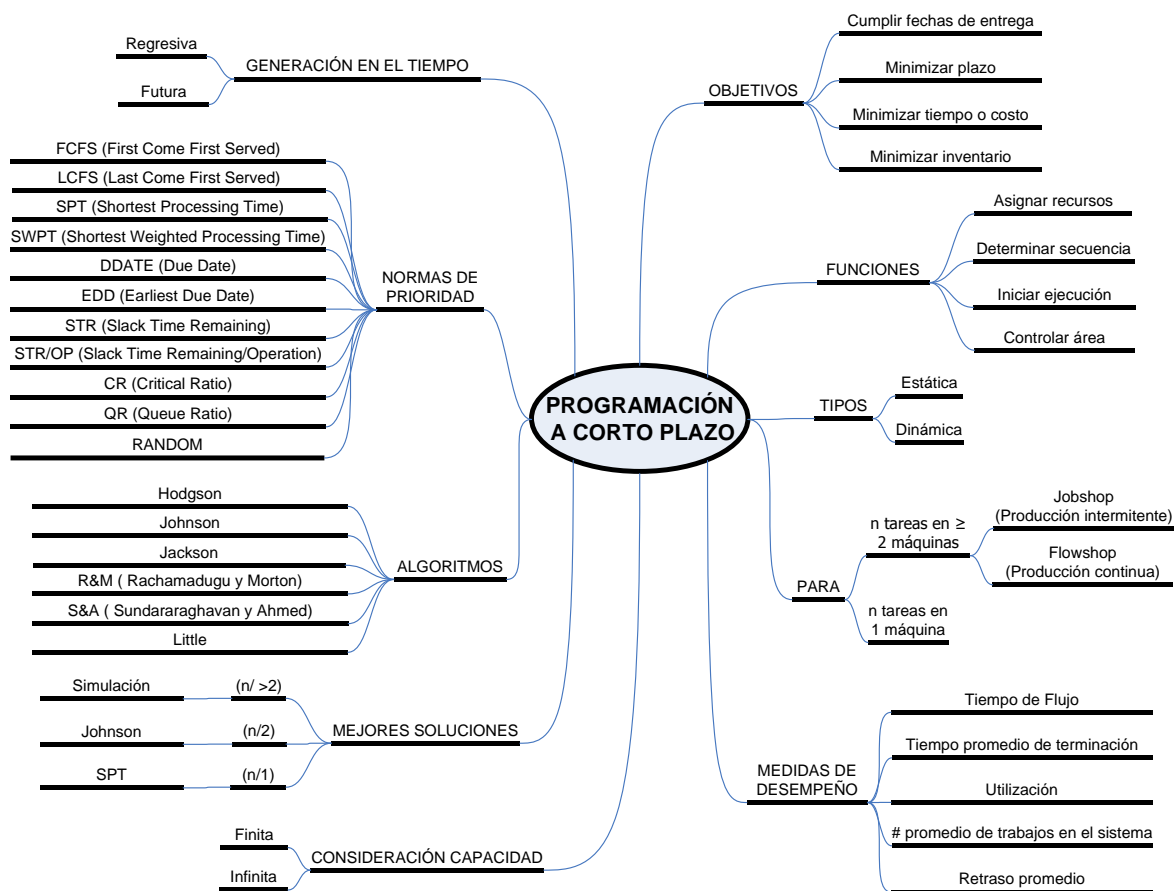 PROGRAMACIÓN
A CORTO PLAZO
GENERACIÓN EN EL TIEMPO
Regresiva
Futura
NORMAS DE
PRIORIDAD
FCFS (First Come First Served)
LCFS (Last Come First Served)
SPT (Shortest Processing Time)
SWPT (Shortest Weighted Processing Time)
DDATE (Due Date)
EDD (Earliest Due Date)
STR (Slack Time Remaining)
STR/OP (Slack Time Remaining/Operation)
CR (Critical Ratio)
QR (Queue Ratio)
RANDOM
ALGORITMOS
Hodgson
Johnson
Jackson
R&M ( Rachamadugu y Morton)
S&A ( Sundararaghavan y Ahmed)
Little
MEJORES SOLUCIONES
(n/ >2)
Simulación
(n/2)
Johnson
(n/1)
SPT
CONSIDERACIÓN CAPACIDAD
Finita
Infinita
OBJETIVOS
Cumplir fechas de entrega
Minimizar plazo
Minimizar tiempo o costo
Minimizar inventario
FUNCIONES
Asignar recursos
Determinar secuencia
Iniciar ejecución
Controlar área
TIPOS
Estática
Dinámica
PARA
n tareas en ≥
2 máquinas
Jobshop
(Producción intermitente)
Flowshop
(Producción continua)
n tareas en
1 máquina
MEDIDAS DE
DESEMPEÑO
Tiempo de Flujo
Tiempo promedio de terminación
Utilización
# promedio de trabajos en el sistema
Retraso promedio